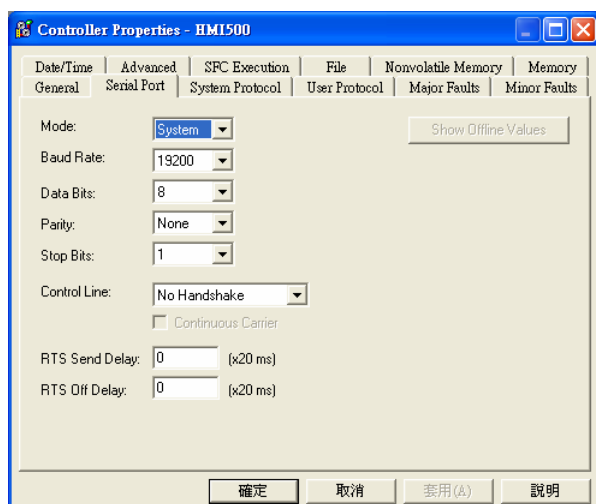 Controller Properties - HMI500
Date/Time Advanced SFC Execution File Nonvolatile Memory Memory
General Serial Port System Protocol User Protocol Major Faults Minor Faults
Mode: System Show Offline Values
Baud Rate: 19200
Data Bits: 8
Parity: None
Stop Bits: 1
Control Line: No Handshake
Continuous Carrier
RTS Send Delay: 0 (x20 ms)
RTS Off Delay: 0 (x20 ms)
確定 取消 套用(A) 說明